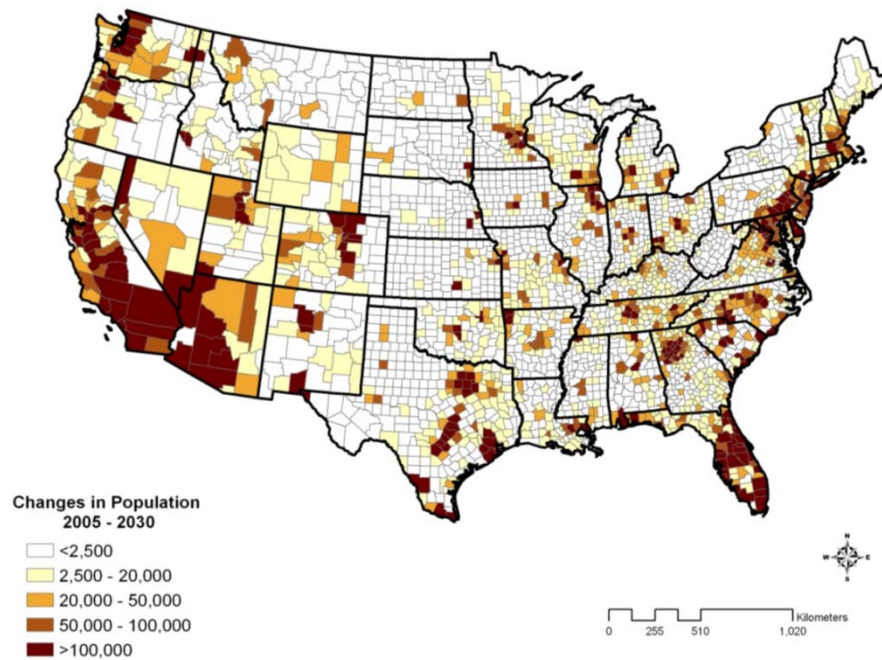 Changes in Population
2005 - 2030
<2,500
2,500 - 20,000
20,000 - 50,000
50,000 - 100,000
>100,000
N
W E
S
Kilometers
0 255 510 1,020